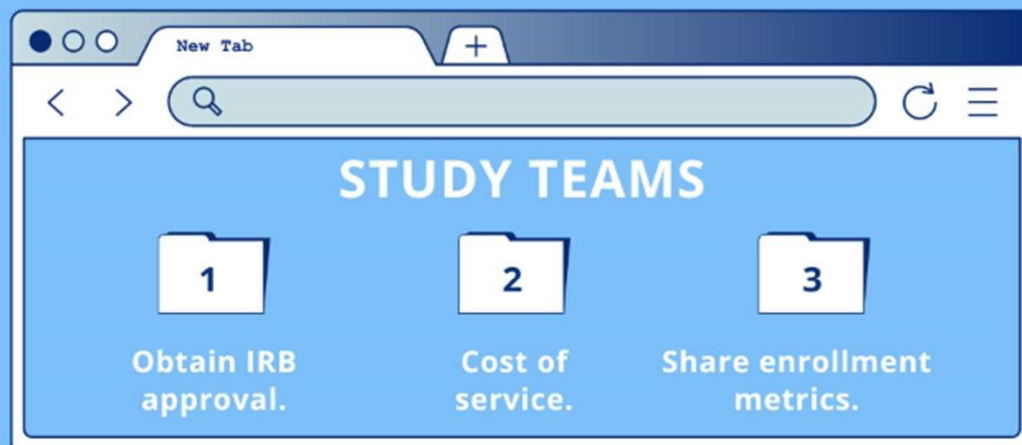 New Tab
STUDY TEAMS
1
2
3
Obtain IRB
approval.
Cost of
service.
Share enrollment
metrics.